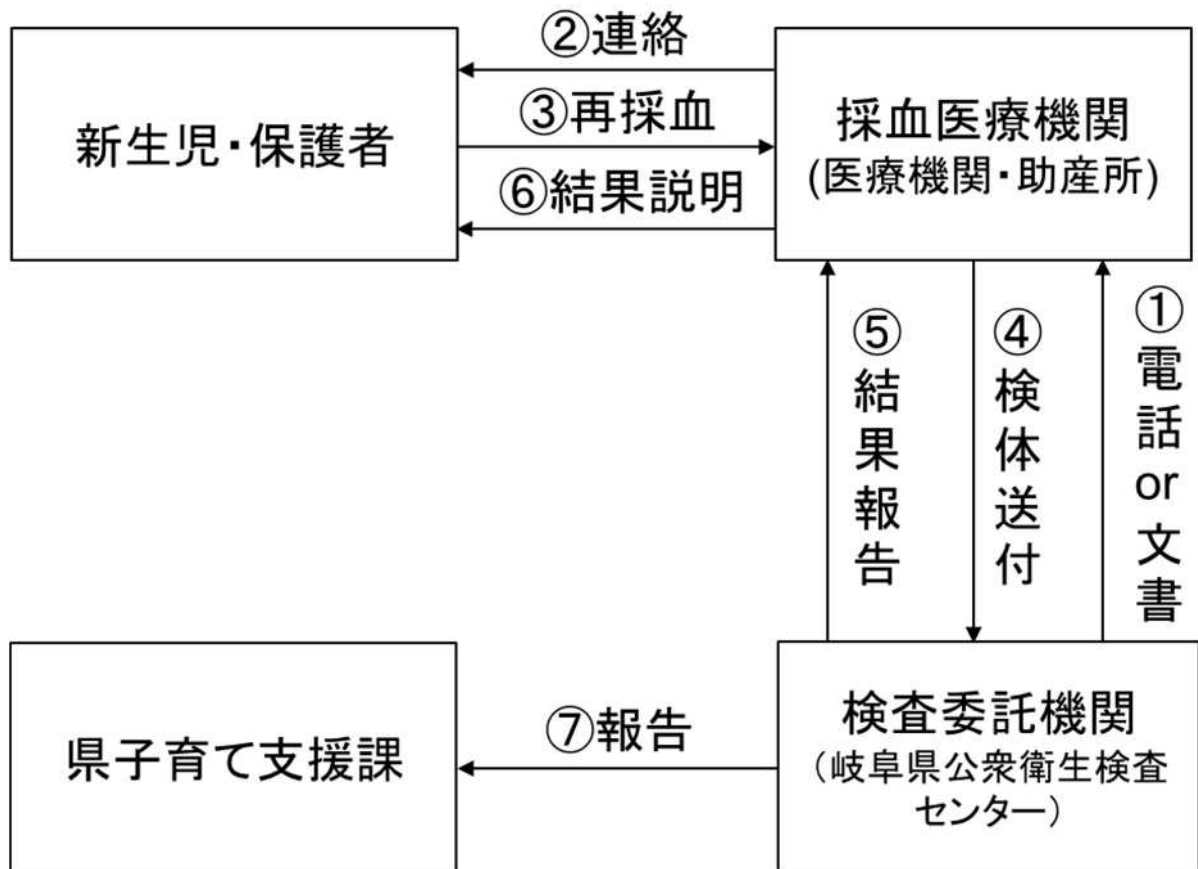 ②連絡
新生児・保護者
③再採血
採血医療機関
(医療機関・助産所)
⑥結果説明
⑤結果報告
④検体送付
①電話or文書
県子育て支援課
⑦報告
検査委託機関
（岐阜県公衆衛生検査
センター）